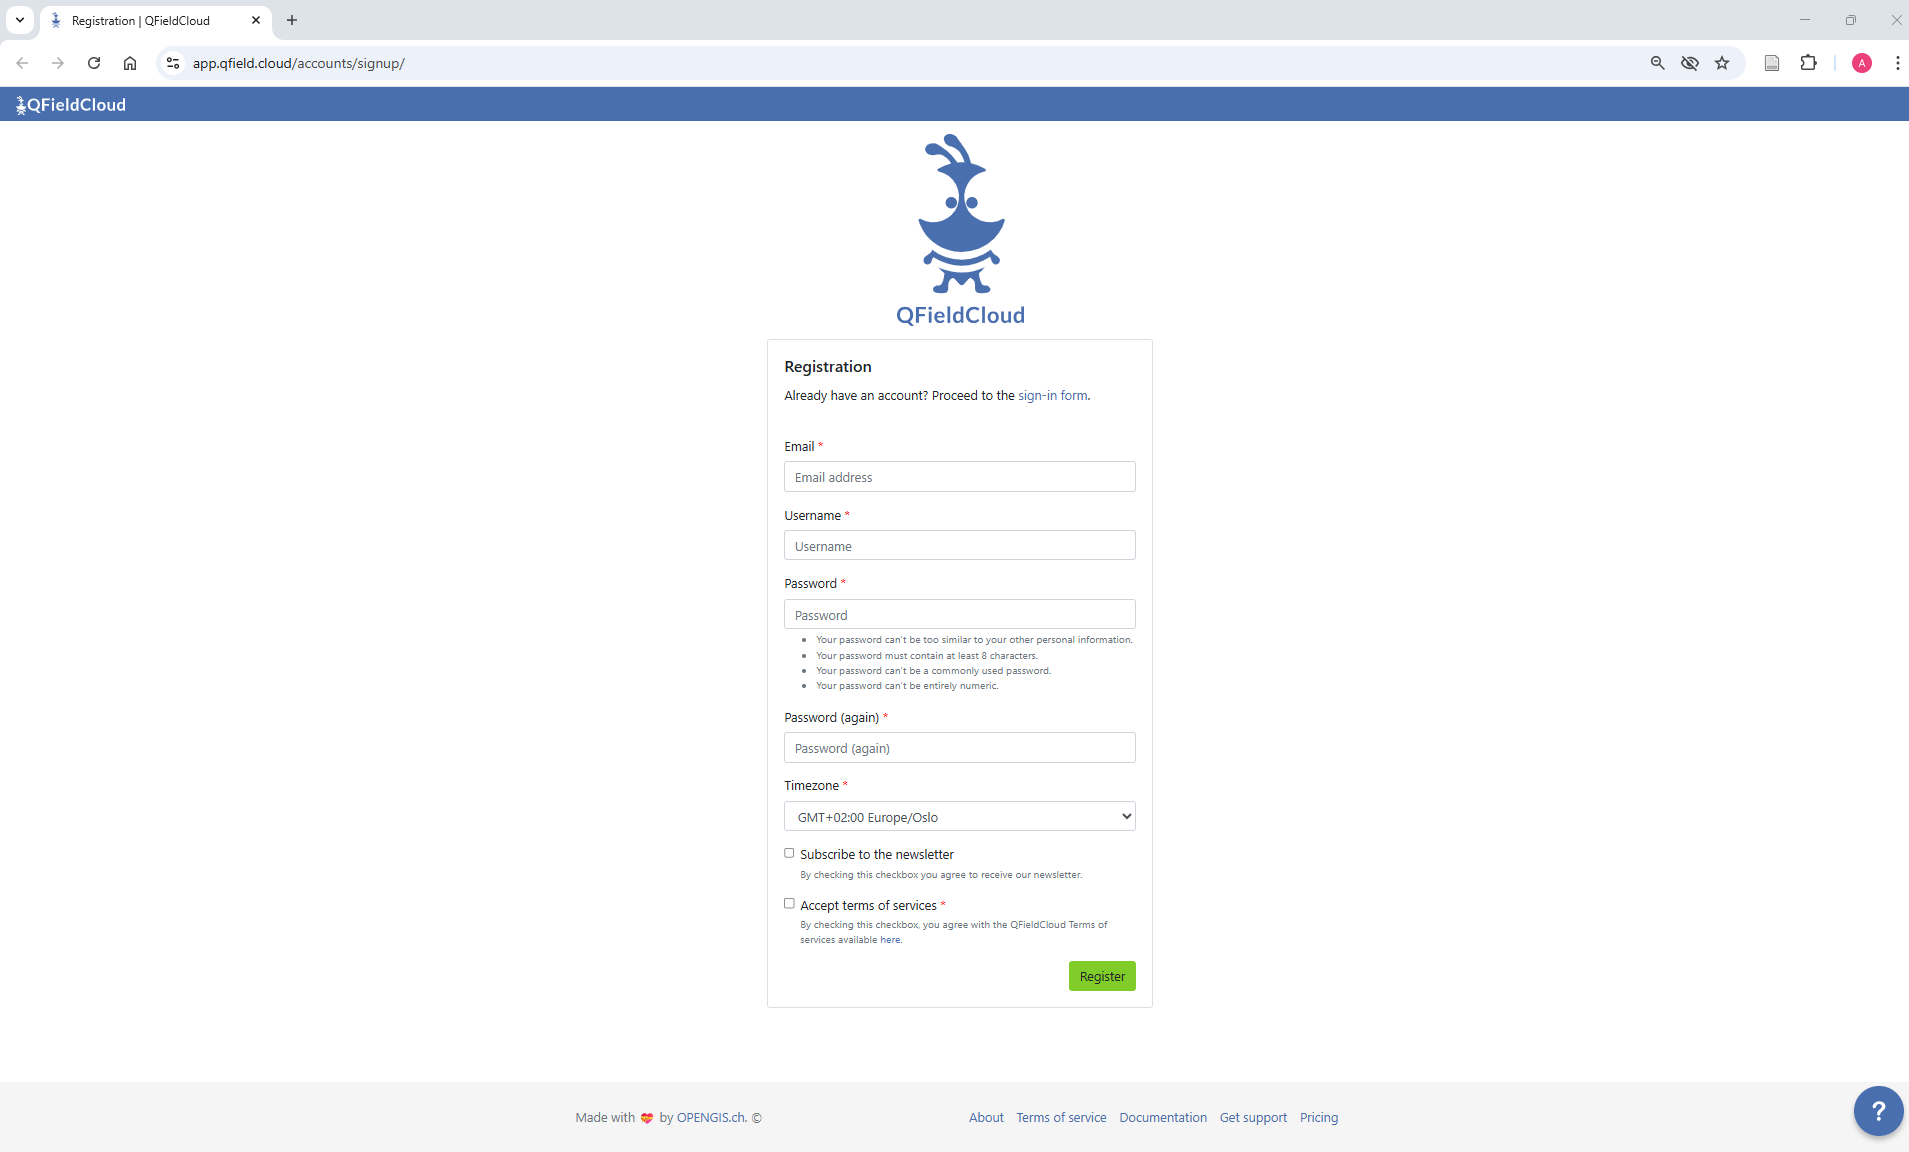 Registration | QFieldCloud
app.qfield.cloud/accounts/signup/
A
QFieldCloud
QFieldCloud
Registration
Already have an account? Proceed to the sign-in form.
Email *
Email address
Username *
Username
Password *
Password
• Your password can't be too similar to your other personal information.
• Your password must contain at least 8 characters.
• Your password can't be a commonly used password.
• Your password can't be entirely numeric.
Password (again) *
Password (again)
Timezone *
GMT+02:00 Europe/Oslo
Subscribe to the newsletter
By checking this checkbox you agree to receive our newsletter.
Accept terms of services *
By checking this checkbox, you agree with the QFieldCloud Terms of
services available here.
Register
Made with 💝 by OPENGIS.ch. © About Terms of service Documentation Get support Pricing
?